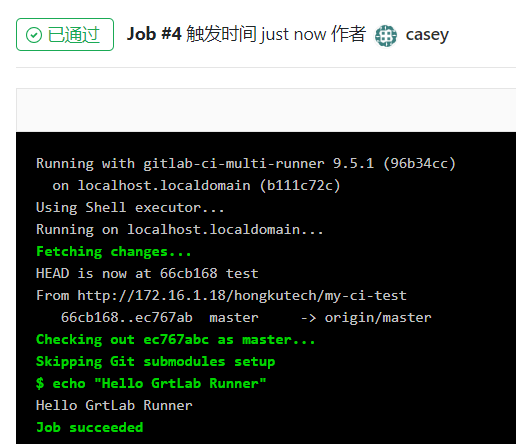 已通过 Job #4 触发时间 just now 作者 casey
Running with gitlab-ci-multi-runner 9.5.1 (96b34cc)
on localhost.localdomain (b111c72c)
Using Shell executor...
Running on localhost.localdomain...
Fetching changes...
HEAD is now at 66cb168 test
From http://172.16.1.18/hongkutech/my-ci-test
66cb168..ec767ab master -> origin/master
Checking out ec767abc as master...
Skipping Git submodules setup
$ echo "Hello GrtLab Runner"
Hello GrtLab Runner
Job succeeded